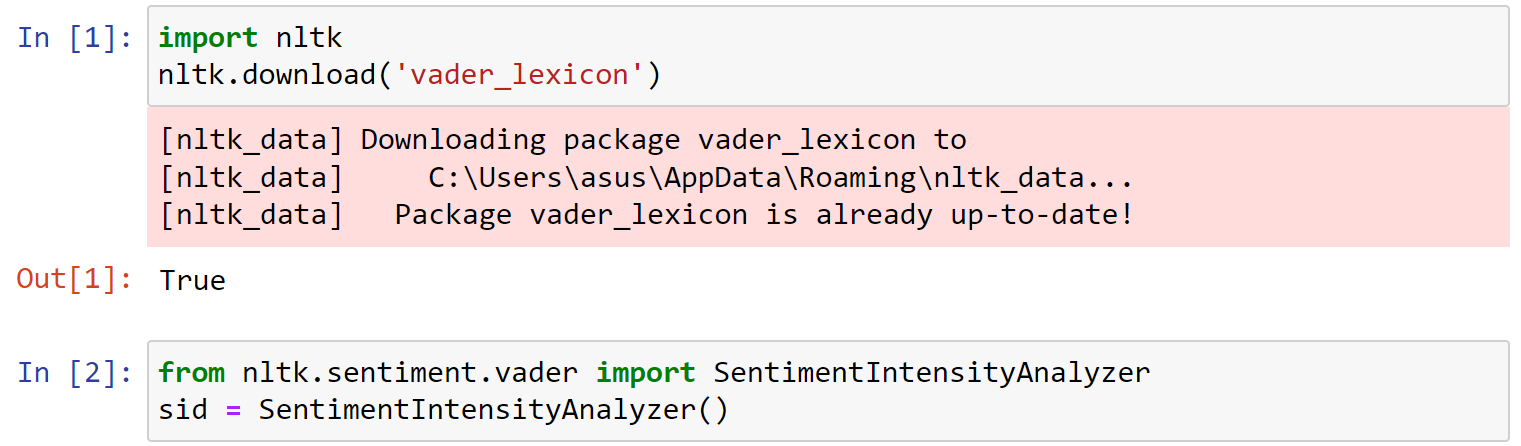 In [1]: import nltk
nltk.download('vader_lexicon')
[nltk_data] Downloading package vader_lexicon to
[nltk_data]     C:\Users\asus\AppData\Roaming\nltk_data...
[nltk_data]   Package vader_lexicon is already up-to-date!
Out[1]: True
In [2]: from nltk.sentiment.vader import SentimentIntensityAnalyzer
sid = SentimentIntensityAnalyzer()